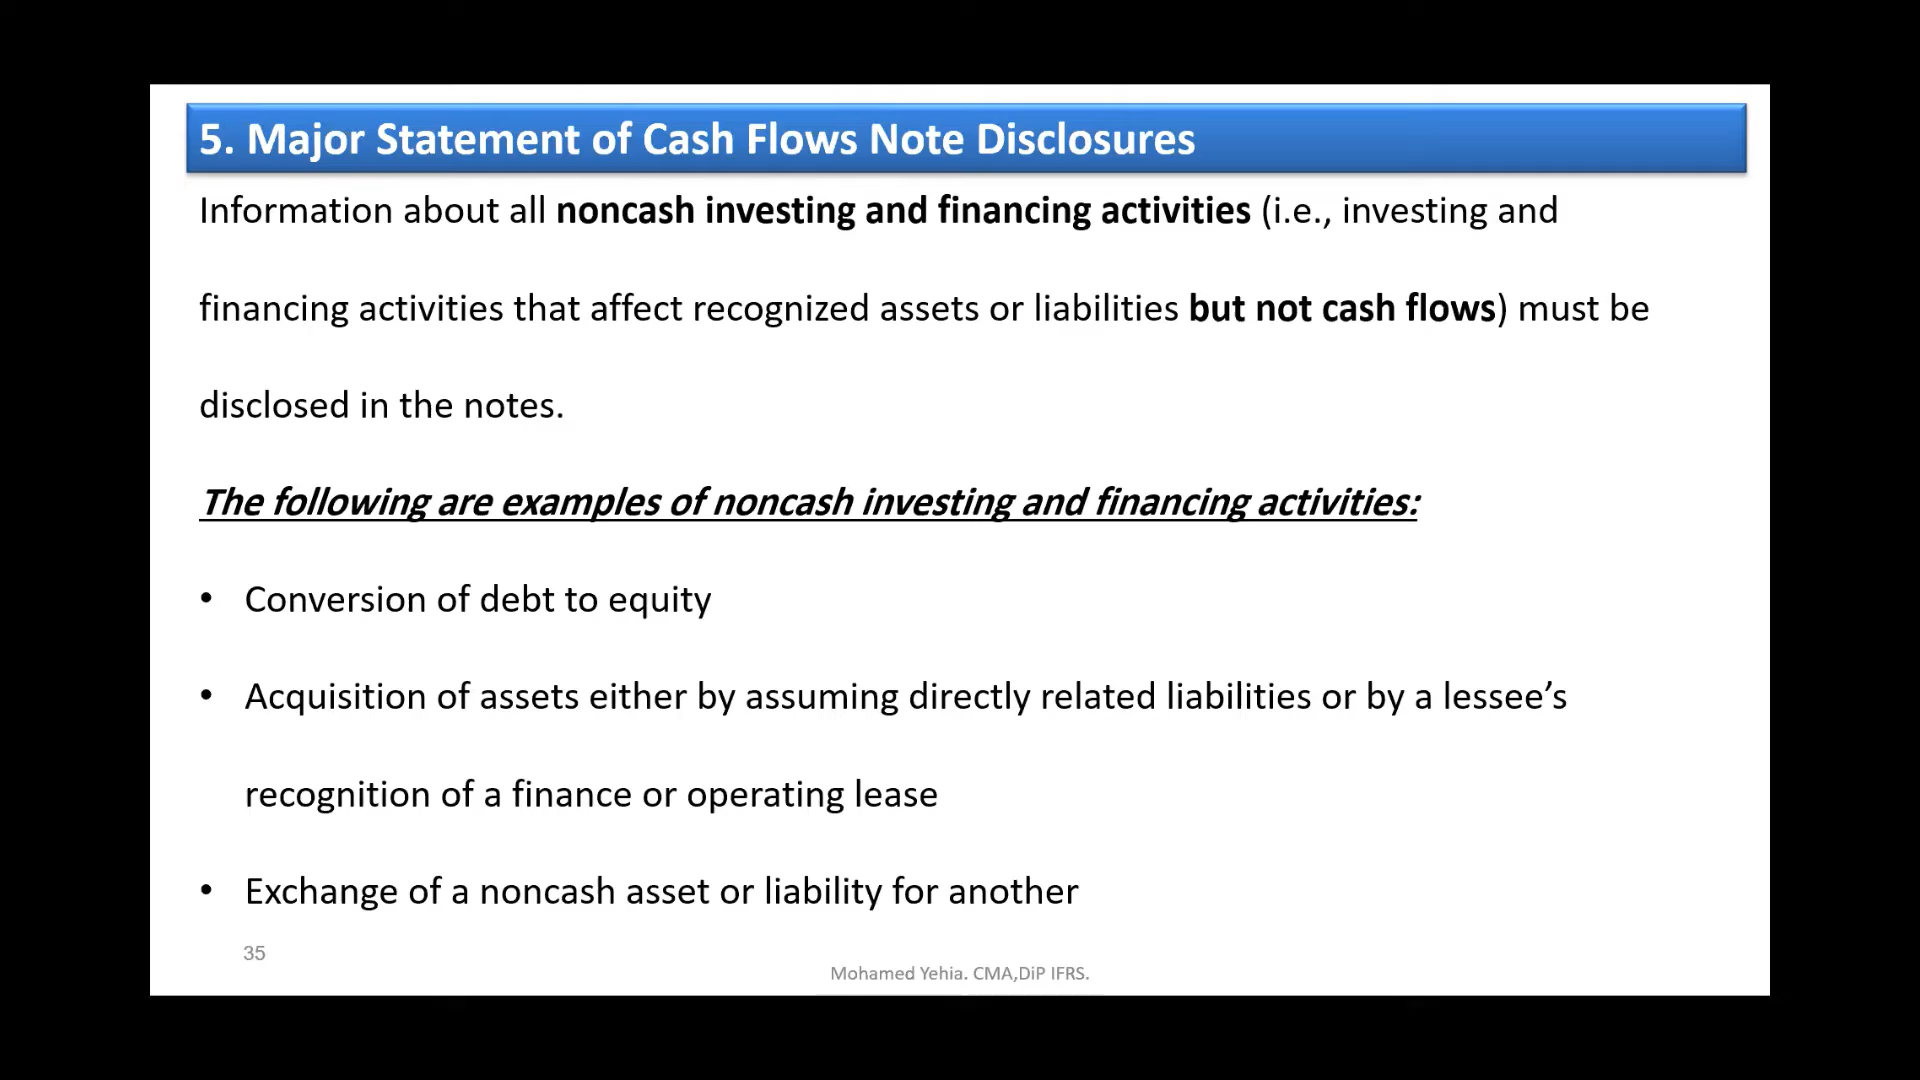 5. Major Statement of Cash Flows Note Disclosures
Information about all noncash investing and financing activities (i.e., investing and
financing activities that affect recognized assets or liabilities but not cash flows) must be
disclosed in the notes.
The following are examples of noncash investing and financing activities:
• Conversion of debt to equity
• Acquisition of assets either by assuming directly related liabilities or by a lessee’s
recognition of a finance or operating lease
• Exchange of a noncash asset or liability for another
35
Mohamed Yehia. CMA,DiP IFRS.